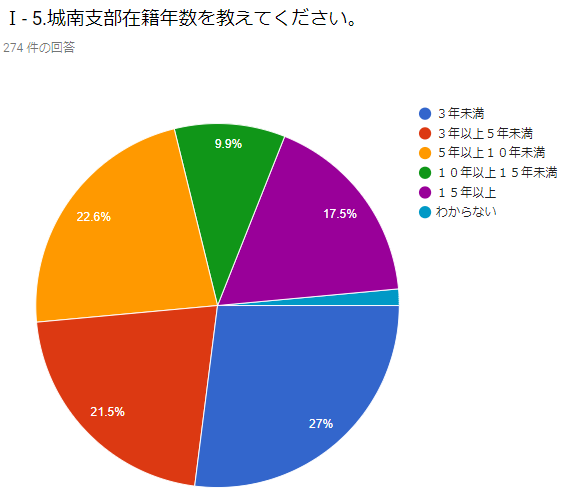 Ⅰ- 5.城南支部在籍年数を教えてください。
274 件の回答
３年未満
３年以上５年未満
５年以上１０年未満
１０年以上１５年未満
１５年以上
わからない
9.9%
17.5%
22.6%
21.5%
27%